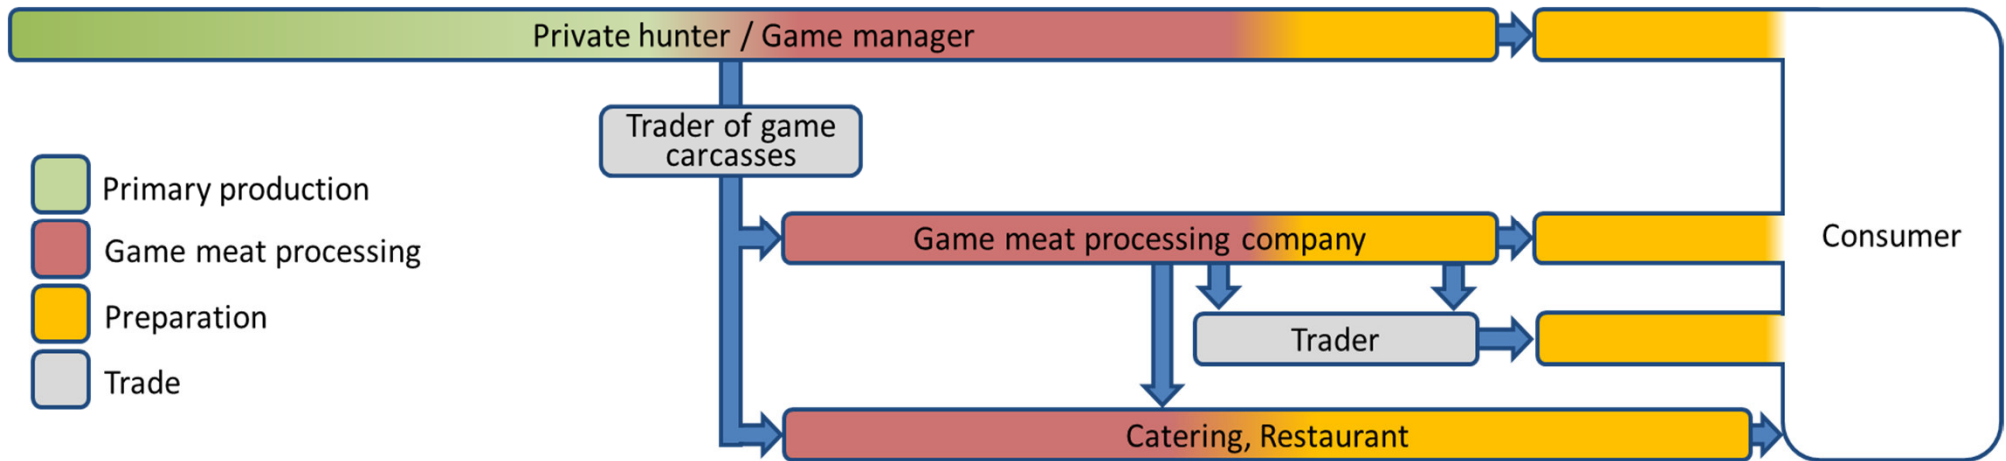 Private hunter / Game manager
Trader of game
carcasses
Primary production
Game meat processing
Preparation
Trade
Game meat processing company
Trader
Catering, Restaurant
Consumer